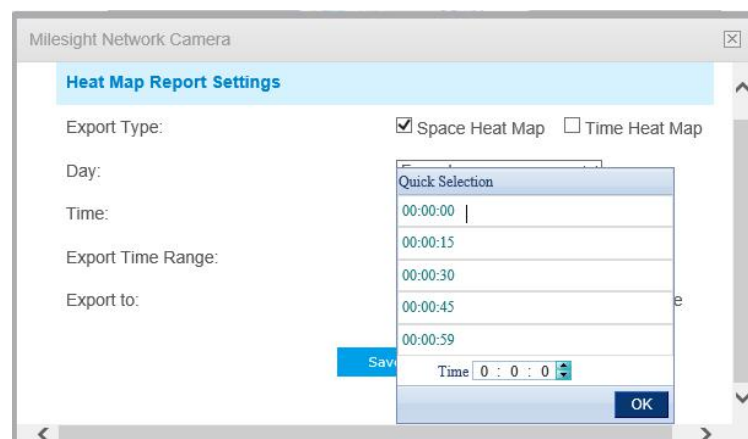 Milesight Network Camera
Heat Map Report Settings
Export Type:
Space Heat Map
Time Heat Map
Day:
Quick Selection
Time:
00:00:00
00:00:15
Export Time Range:
00:00:30
Export to:
00:00:45
e
00:00:59
Save
Time 0 : 0 : 0
OK